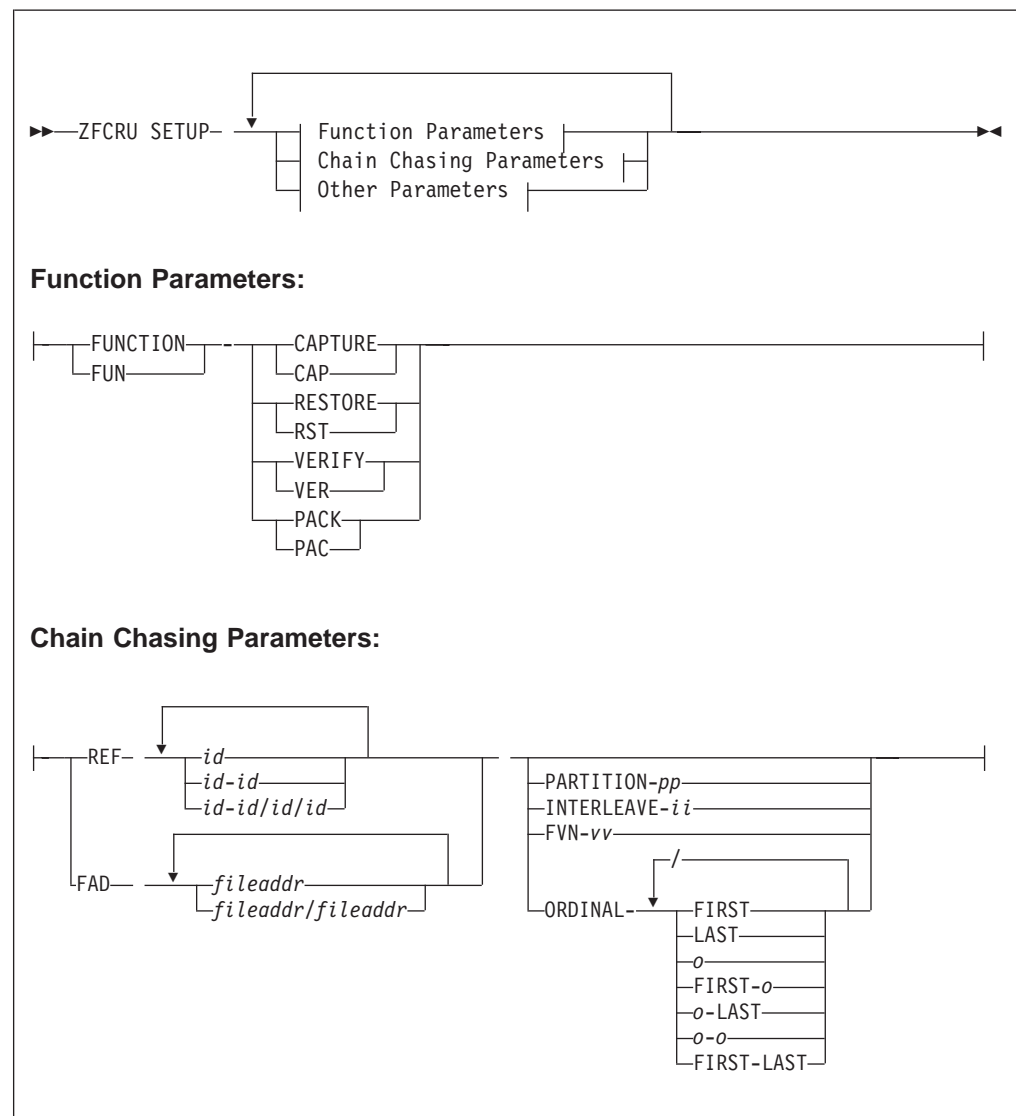 ZFCRU SETUP
Function Parameters
Chain Chasing Parameters
Other Parameters
Function Parameters:
FUNCTION - CAPTURE
FUN CAP
RESTORE
RST
VERIFY
VER
PACK
PAC
Chain Chasing Parameters:
REF id
id-id PARTITION-pp
id-id/id/id INTERLEAVE-ii
FVN-vv
/
FAD fileaddr
fileaddr/fileaddr ORDINAL- FIRST
LAST
o
FIRST-o
o-LAST
o-o
FIRST-LAST